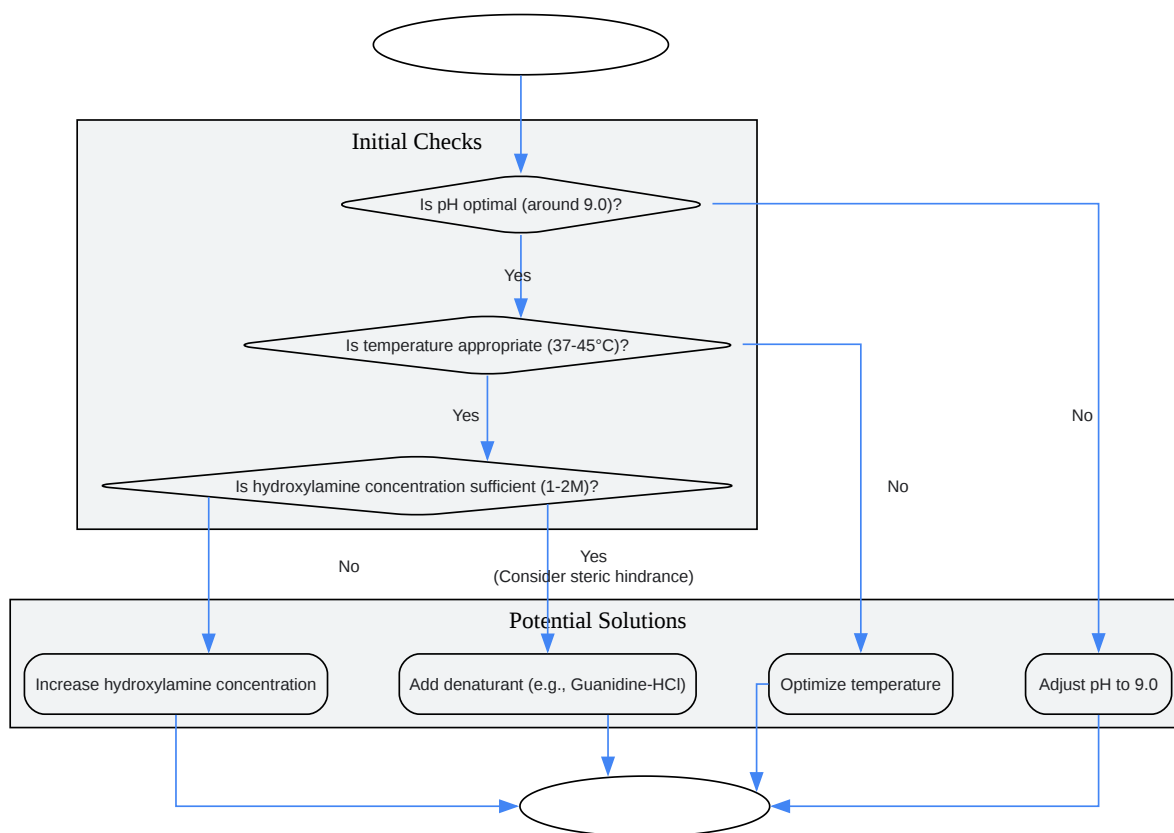 Initial Checks
Is pH optimal (around 9.0)?
Yes
Is temperature appropriate (37-45°C)?
Yes
No
Is hydroxylamine concentration sufficient (1-2M)?
No
No
Yes
(Consider steric hindrance)
Potential Solutions
Increase hydroxylamine concentration
Add denaturant (e.g., Guanidine-HCl)
Optimize temperature
Adjust pH to 9.0